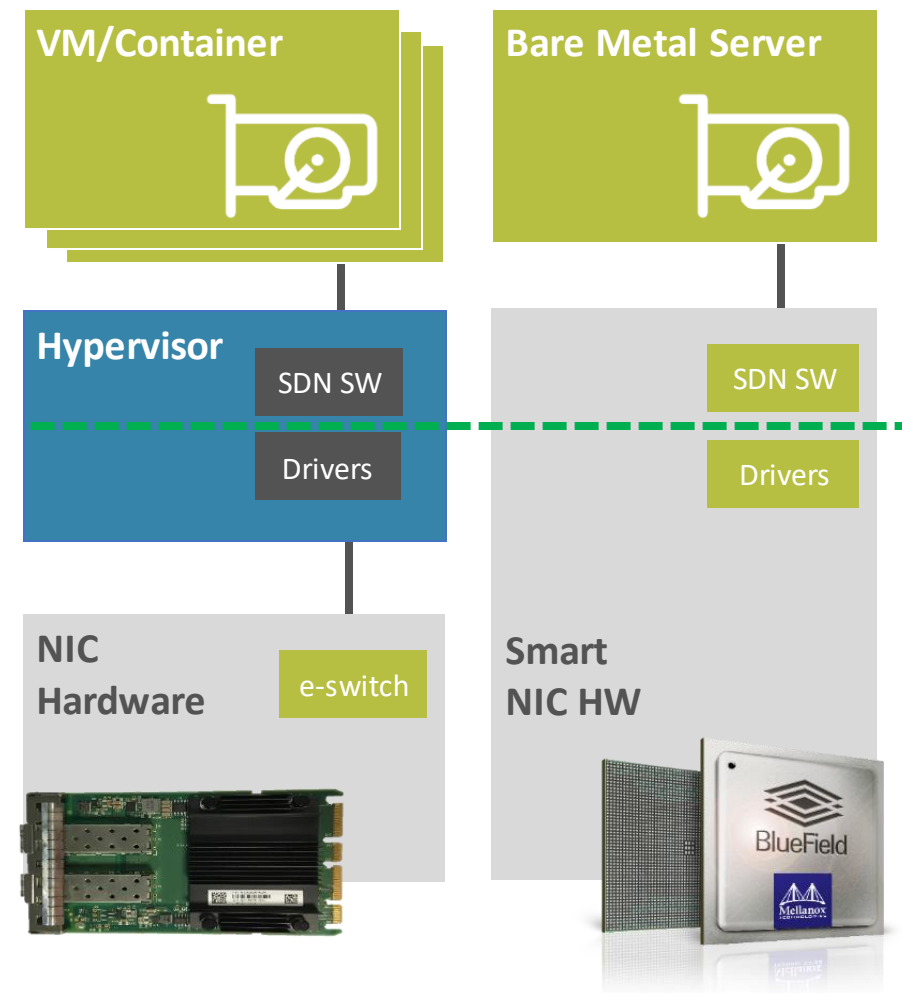 VM/Container
Bare Metal Server
Hypervisor
SDN SW
Drivers
SDN SW
Drivers
NIC
Hardware
e-switch
Smart
NIC HW
BlueField
Mellanox
TECHNOLOGIES